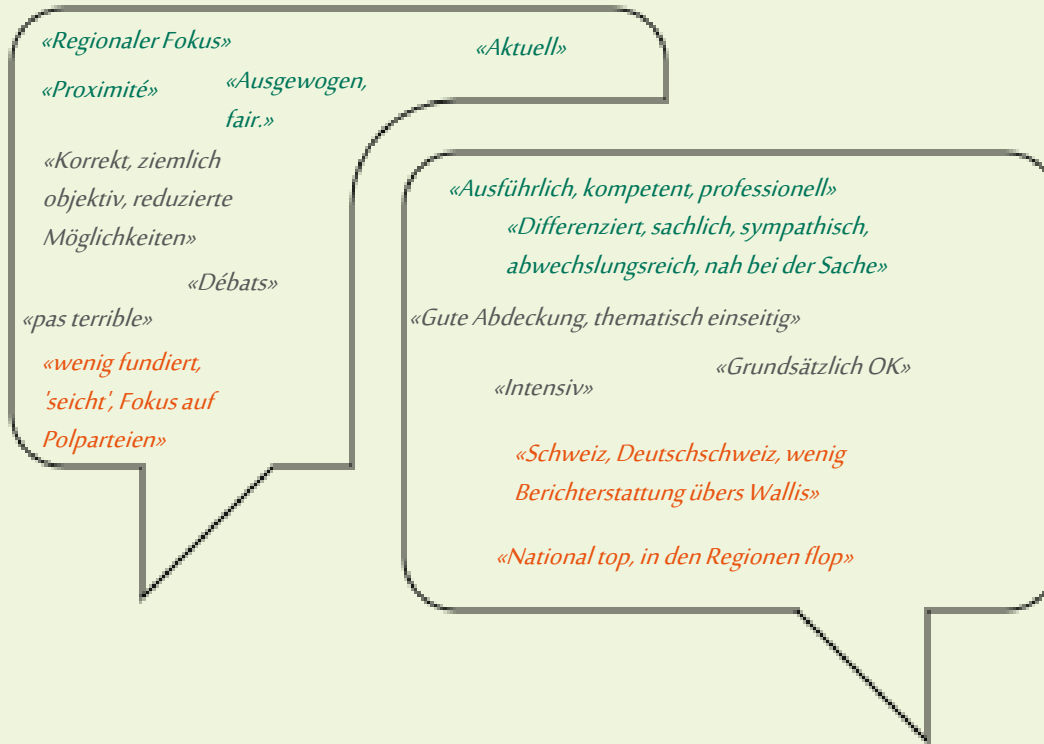 «Regionaler Fokus»
«Aktuell»
«Proximité»
«Ausgewogen,
fair.»
«Korrekt, ziemlich
objektiv, reduzierte
Möglichkeiten»
«Débats»
«pas terrible»
«wenig fundiert,
'seicht', Fokus auf
Polparteien»
«Ausführlich, kompetent, professionell»
«Differenziert, sachlich, sympathisch,
abwechslungsreich, nah bei der Sache»
«Gute Abdeckung, thematisch einseitig»
«Grundsätzlich OK»
«Intensiv»
«Schweiz, Deutschschweiz, wenig
Berichterstattung übers Wallis»
«National top, in den Regionen flop»